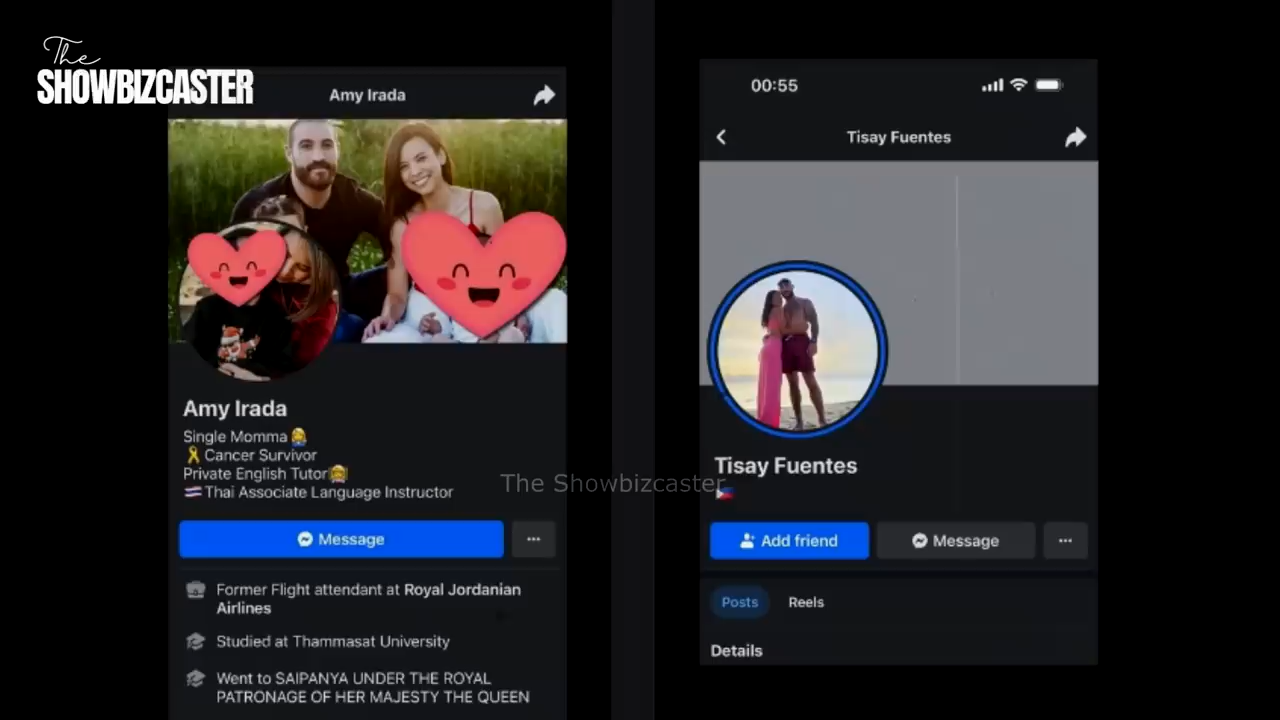 The
SHOWBIZCASTER
Amy Irada
Amy Irada
Single Momma
Cancer Survivor
Private English Tutor
Thai Associate Language Instructor
Message
Former Flight attendant at Royal Jordanian
Airlines
Studied at Thammasat University
Went to SAIPANYA UNDER THE ROYAL
PATRONAGE OF HER MAJESTY THE QUEEN
The Showbizcaster
00:55
Tisay Fuentes
Tisay Fuentes
Add friend
Message
Posts
Reels
Details